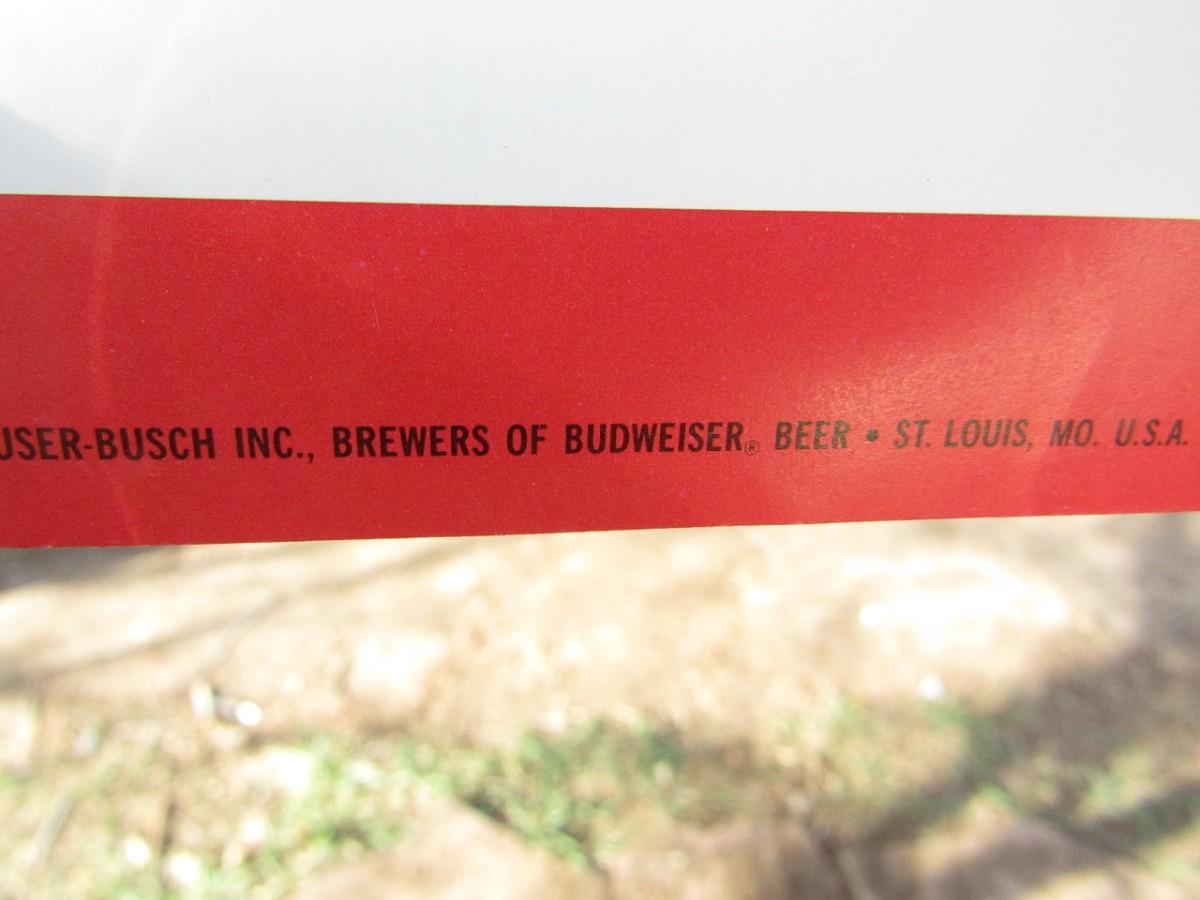 USER-BUSCH INC., BREWERS OF BUDWEISER® BEER • ST. LOUIS, MO. U.S.A.